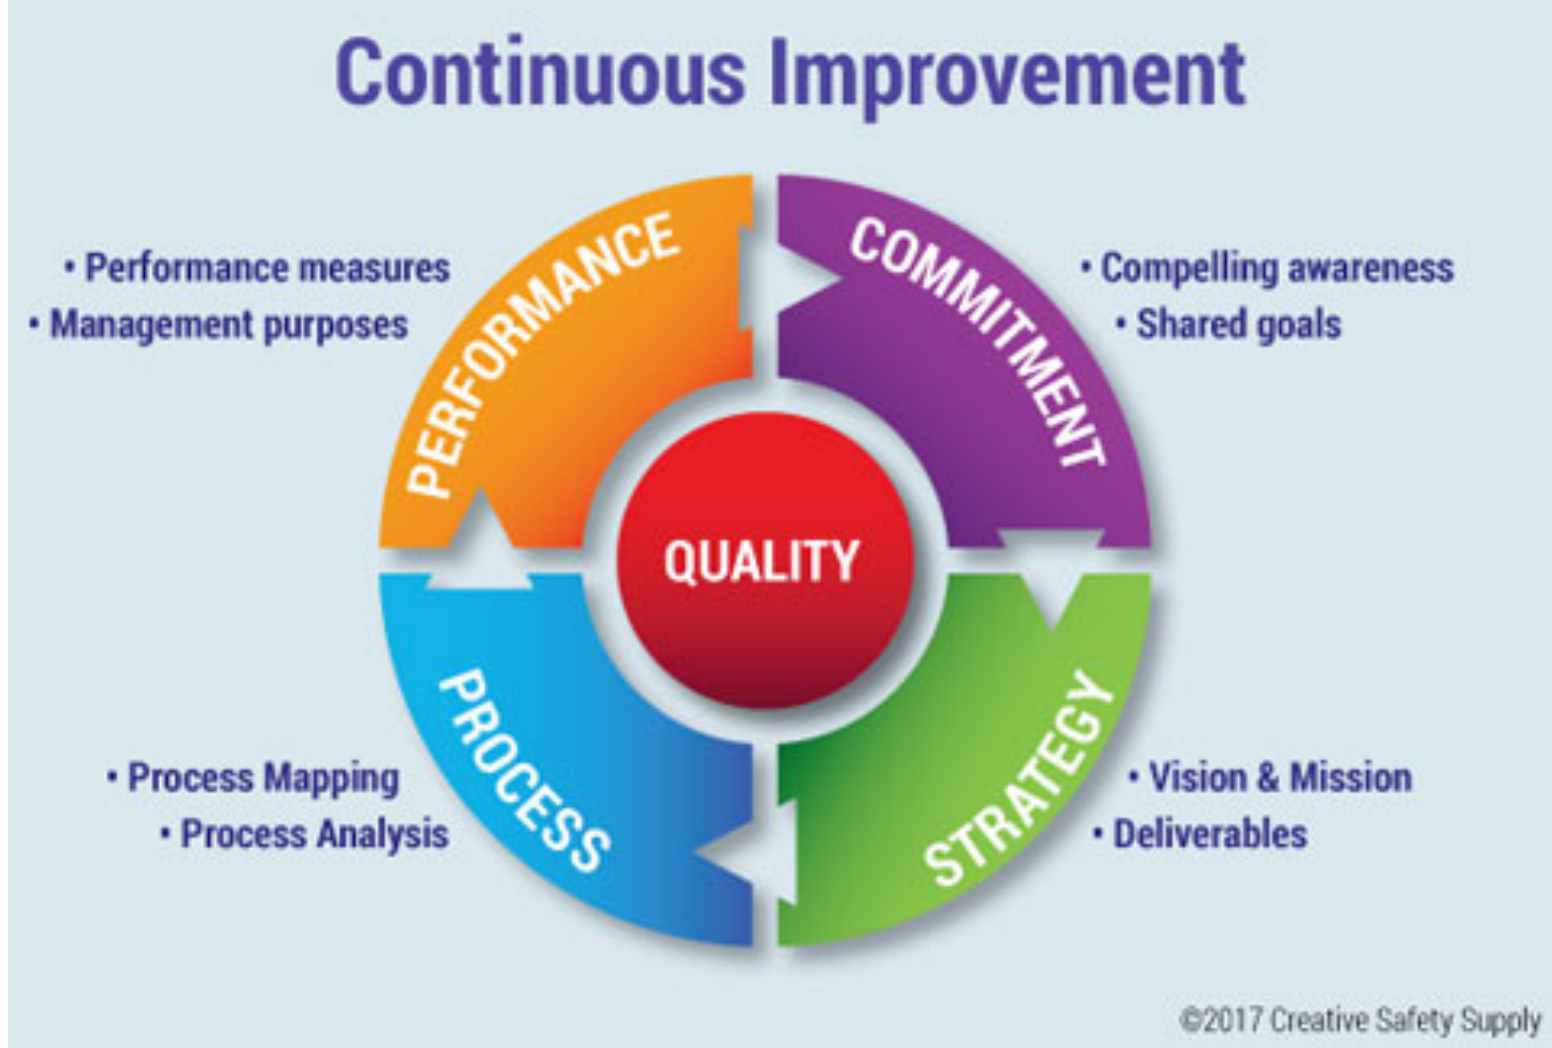 Continuous Improvement
PERFORMANCE
• Performance measures
• Management purposes
COMMITMENT
• Compelling awareness
• Shared goals
QUALITY
PROCESS
• Process Mapping
• Process Analysis
STRATEGY
• Vision & Mission
• Deliverables
©2017 Creative Safety Supply